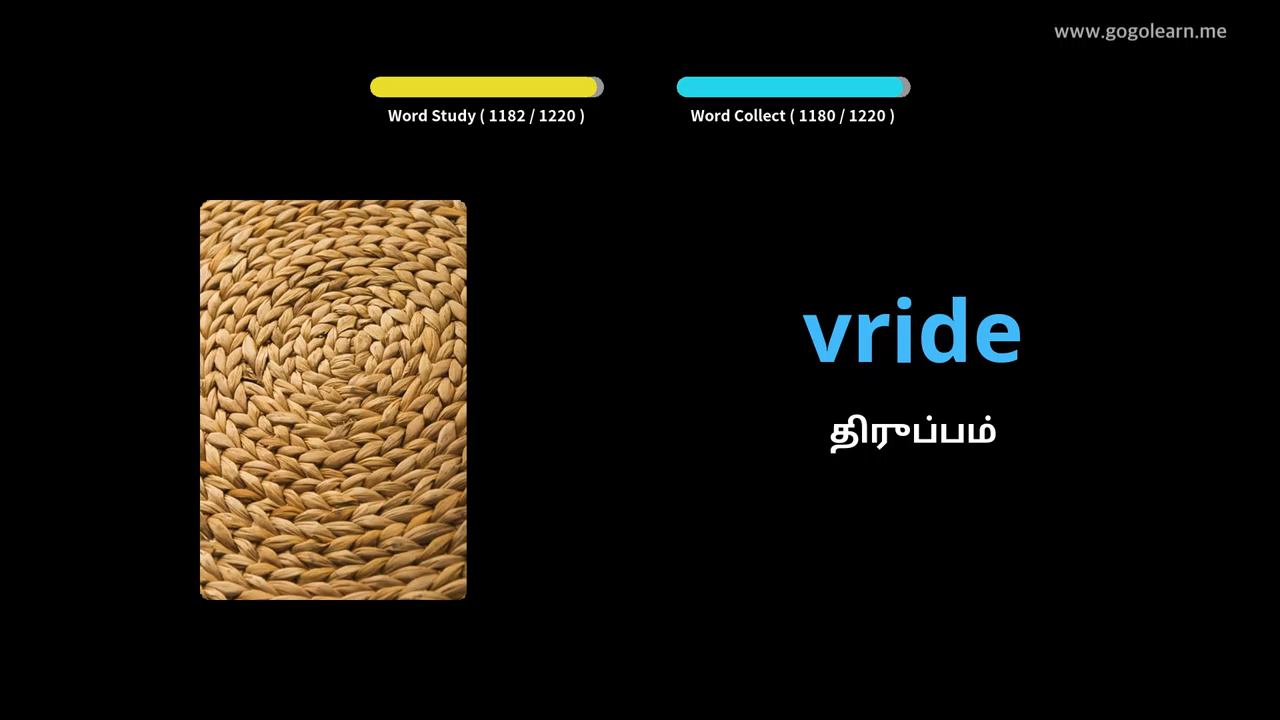 www.gogolearn.me
Word Study ( 1182 / 1220 )
Word Collect ( 1180 / 1220 )
vride
திருப்பம்